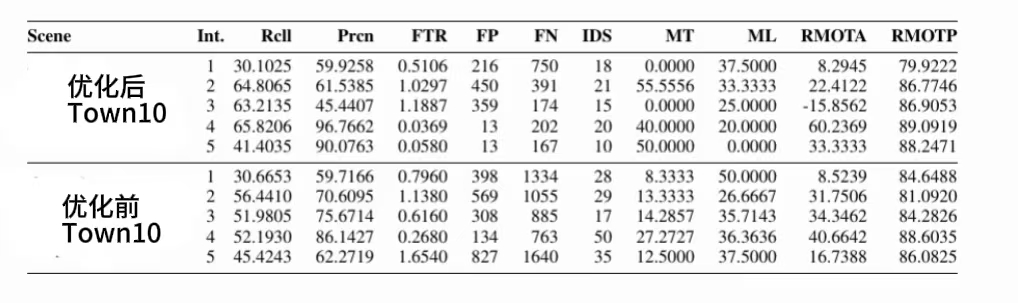 Scene Int. Rcll Prcn FTR FP FN IDS MT ML RMOTA RMOTP
优化后
Town10
1 30.1025 59.9258 0.5106 216 750 18 0.0000 37.5000 8.2945 79.9222
2 64.8065 61.5385 1.0297 450 391 21 55.5556 33.3333 22.4122 86.7746
3 63.2135 45.4407 1.1887 359 174 15 0.0000 25.0000 -15.8562 86.9053
4 65.8206 96.7662 0.0369 13 202 20 40.0000 20.0000 60.2369 89.0919
5 41.4035 90.0763 0.0580 13 167 10 50.0000 0.0000 33.3333 88.2471
优化前
Town10
1 30.6653 59.7166 0.7960 398 1334 28 8.3333 50.0000 8.5239 84.6488
2 56.4410 70.6095 1.1380 569 1055 29 13.3333 26.6667 31.7506 81.0920
3 51.9805 75.6714 0.6160 308 885 17 14.2857 35.7143 34.3462 84.2826
4 52.1930 86.1427 0.2680 134 763 50 27.2727 36.3636 40.6642 88.6035
5 45.4243 62.2719 1.6540 827 1640 35 12.5000 37.5000 16.7388 86.0825